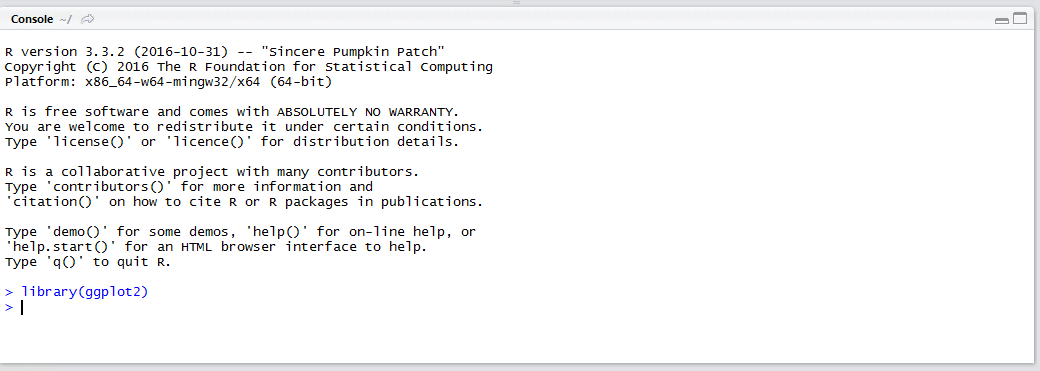 Console ~/
R version 3.3.2 (2016-10-31) -- "Sincere Pumpkin Patch"
Copyright (C) 2016 The R Foundation for Statistical Computing
Platform: x86_64-w64-mingw32/x64 (64-bit)
R is free software and comes with ABSOLUTELY NO WARRANTY.
You are welcome to redistribute it under certain conditions.
Type 'license()' or 'licence()' for distribution details.
R is a collaborative project with many contributors.
Type 'contributors()' for more information and
'citation()' on how to cite R or R packages in publications.
Type 'demo()' for some demos, 'help()' for on-line help, or
'help.start()' for an HTML browser interface to help.
Type 'q()' to quit R.
> library(ggplot2)
>